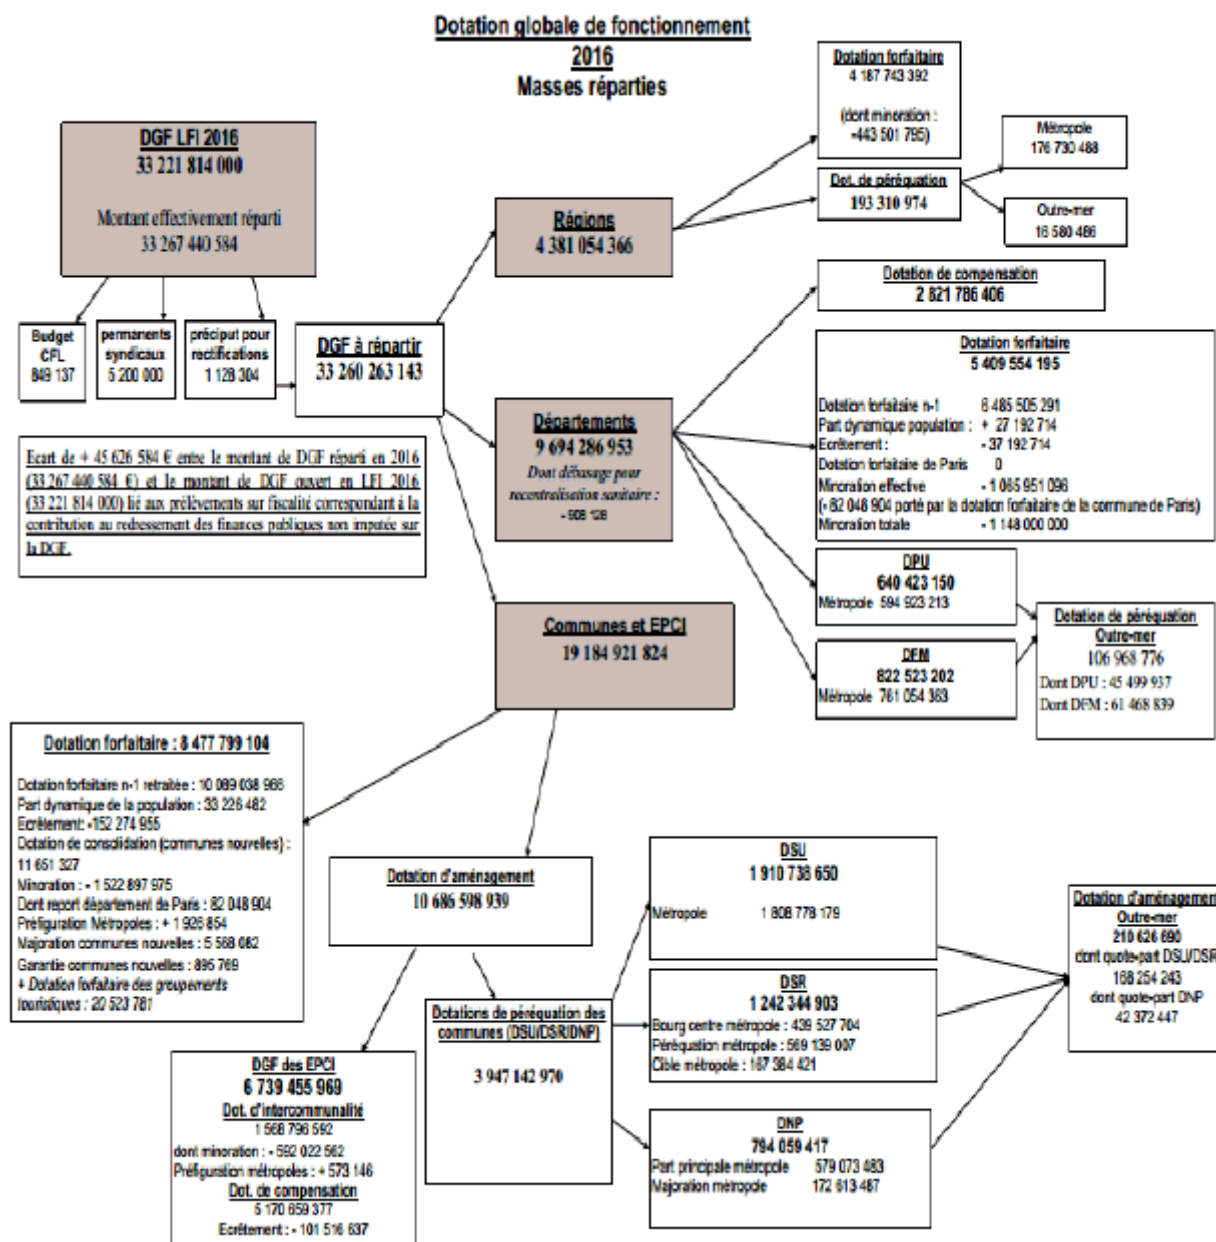 Dotation globale de fonctionnement
2016
Masses réparties
DGF LFI 2016
33 221 814 000
Montant effectivement réparti
33 267 440 584
Budget
CFL
849 137
permanents
syndicaux
5 200 000
préciput pour
rectifications
1 128 304
DGF à répartir
33 260 263 143
Ecart de + 45 626 584 € entre le montant de DGF réparti en 2016
(33 267 440 584 €) et le montant de DGF ouvert en LFI 2016
(33 221 814 000) lié aux prélèvements sur fiscalité correspondant à la
contribution au redressement des finances publiques non imputée sur
la DGF.
Régions
4 381 054 366
Dotation forfaitaire
4 187 743 392
(dont minoration :
-443 501 795)
Dot. de péréquation
193 310 974
Métropole
176 730 488
Outre-mer
16 580 486
Départements
9 694 286 953
Dont débasage pour
recentralisation sanitaire :
- 908 128
Dotation de compensation
2 821 786 406
Dotation forfaitaire
5 409 554 195
Dotation forfaitaire n-1 6 485 505 291
Part dynamique population : + 27 192 714
Ecrêtement : - 37 192 714
Dotation forfaitaire de Paris 0
Minoration effective - 1 065 951 096
(- 82 048 904 porté par la dotation forfaitaire de la commune de Paris)
Minoration totale - 1 148 000 000
DPU
640 423 150
Métropole 594 923 213
DFM
822 523 202
Métropole 761 054 363
Dotation de péréquation
Outre-mer
106 968 776
Dont DPU : 45 499 937
Dont DFM : 61 468 839
Communes et EPCI
19 184 921 824
Dotation forfaitaire : 8 477 799 104
Dotation forfaitaire n-1 retraitée : 10 089 038 966
Part dynamique de la population : 33 226 482
Ecrêtement: -152 274 955
Dotation de consolidation (communes nouvelles) :
11 651 327
Minoration : - 1 522 897 975
Dont report département de Paris : 82 048 904
Préfiguration Métropoles : + 1 926 854
Majoration communes nouvelles : 5 568 082
Garantie communes nouvelles : 895 769
+ Dotation forfaitaire des groupements
touristiques : 20 523 781
Dotation d'aménagement
10 686 598 939
DGF des EPCI
6 739 455 969
Dot. d'intercommunalité
1 568 796 592
dont minoration : - 592 022 562
Préfiguration métropoles : + 573 146
Dot. de compensation
5 170 659 377
Ecrêtement : - 101 516 637
Dotations de péréquation des
communes (DSU/DSR/DNP)
3 947 142 970
DSU
1 910 738 650
Métropole 1 808 778 179
DSR
1 242 344 903
Bourg centre métropole : 439 527 704
Péréquation métropole : 569 139 007
Cible métropole : 167 384 421
DNP
794 059 417
Part principale métropole 579 073 483
Majoration métropole 172 613 487
Dotation d'aménagement
Outre-mer
210 626 690
dont quote-part DSU/DSR
168 254 243
dont quote-part DNP
42 372 447